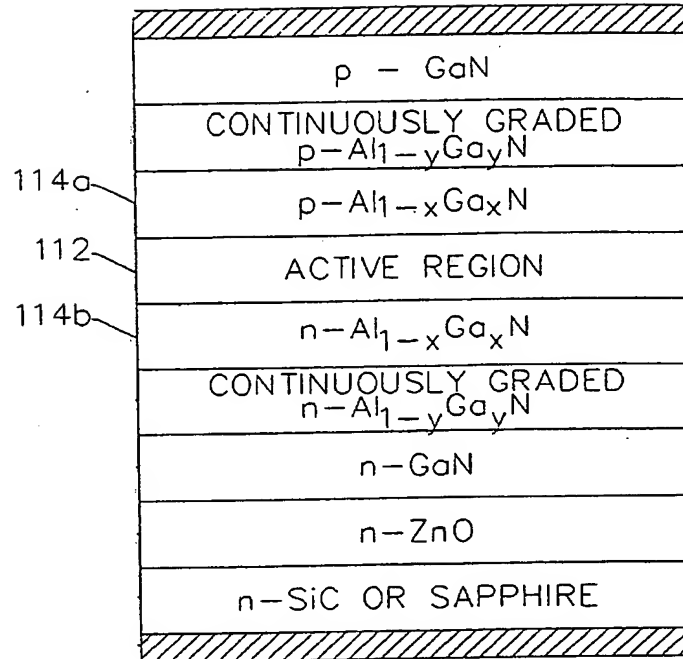 p - GaN
CONTINUOUSLY GRADED
p-Al₁₋yGayN
114a
p-Al₁₋ₓGaₓN
112
ACTIVE REGION
114b
n-Al₁₋ₓGaₓN
CONTINUOUSLY GRADED
n-Al₁₋yGayN
n-GaN
n-ZnO
n-SiC OR SAPPHIRE